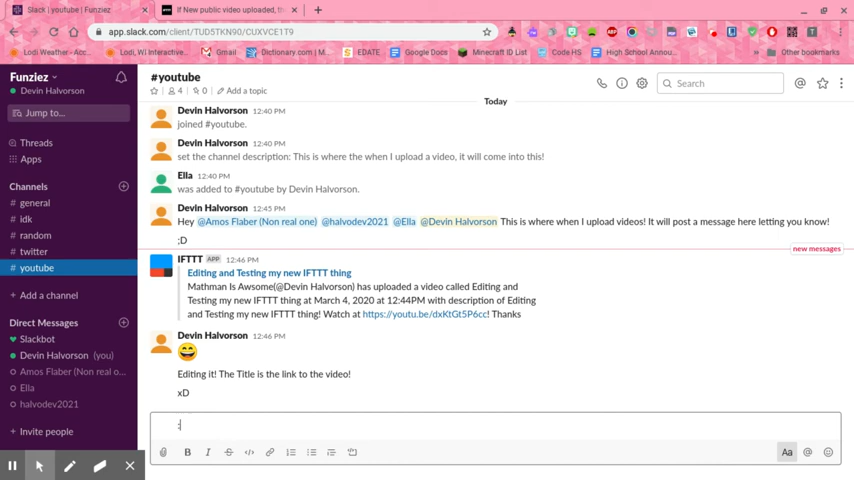 Slack | youtube | Funziez
If New public video uploaded, th
app.slack.com/client/TUD5TKN90/CUXVCE1T9
Lodi Weather - Acc...
Lodi, WI Interactive...
Gmail
Dictionary.com | M...
EDATE
Google Docs
Minecraft ID List
Code HS
High School Annou...
Other bookmarks
Funziez
Devin Halvorson
Jump to...
Threads
Apps
Channels
# general
# idk
# random
# twitter
# youtube
+ Add a channel
Direct Messages
Slackbot
Devin Halvorson (you)
Amos Flaber (Non real o...
Ella
halvodev2021
+ Invite people
#youtube
4
0
Add a topic
Search
Today
Devin Halvorson 12:40 PM
joined #youtube.
Devin Halvorson 12:40 PM
set the channel description: This is where the when I upload a video, it will come into this!
Ella 12:40 PM
was added to #youtube by Devin Halvorson.
Devin Halvorson 12:45 PM
Hey @Amos Flaber (Non real one) @halvodev2021 @Ella @Devin Halvorson This is where when I upload videos! It will post a message here letting you know!
;D
new messages
IFTTT APP 12:46 PM
Editing and Testing my new IFTTT thing
Mathman Is Awsome(@Devin Halvorson) has uploaded a video called Editing and
Testing my new IFTTT thing at March 4, 2020 at 12:44PM with description of Editing
and Testing my new IFTTT thing! Watch at https://youtu.be/dxKtGt5P6cc! Thanks
Devin Halvorson 12:46 PM
Editing it! The Title is the link to the video!
xD
:
Aa